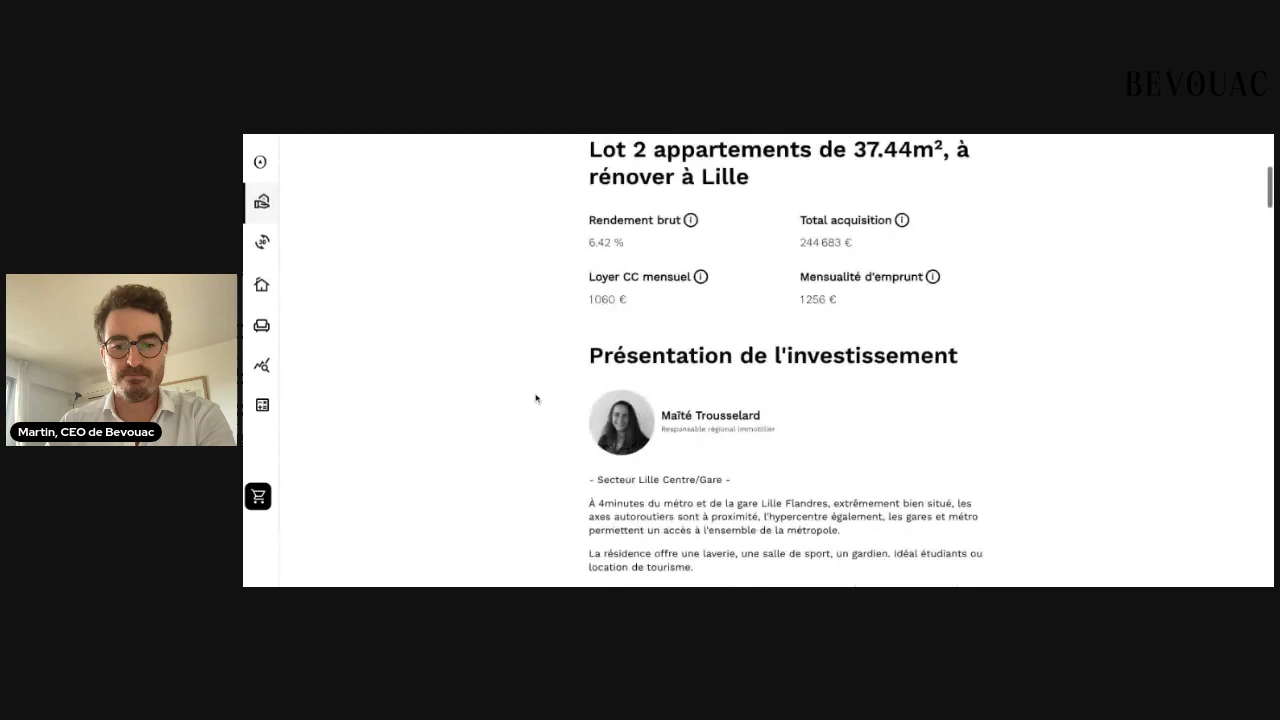 BEVOUAC
Lot 2 appartements de 37.44m², à
rénover à Lille
Rendement brut
Total acquisition
6.42 %
244 683 €
Loyer CC mensuel
Mensualité d'emprunt
1 060 €
1 256 €
Présentation de l'investissement
Maïté Trousselard
Responsable régional immobilier
- Secteur Lille Centre/Gare -
À 4minutes du métro et de la gare Lille Flandres, extrêmement bien situé, les
axes autoroutiers sont à proximité, l'hypercentre également, les gares et métro
permettent un accès à l'ensemble de la métropole.
La résidence offre une laverie, une salle de sport, un gardien. Idéal étudiants ou
location de tourisme.
Martin, CEO de Bevouac